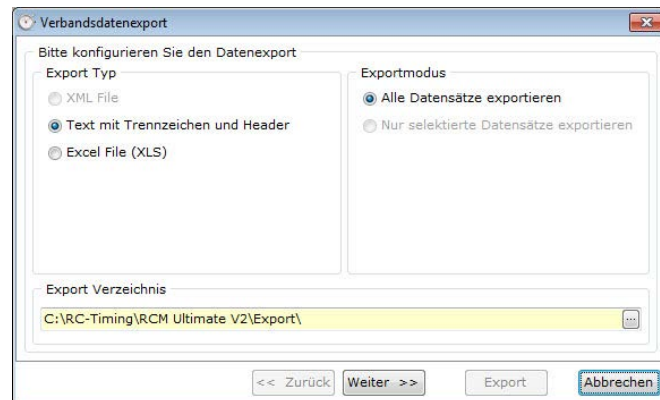 Verbandsdatenexport
Bitte konfigurieren Sie den Datenexport
Export Typ
XML File
Text mit Trennzeichen und Header
Excel File (XLS)
Exportmodus
Alle Datensätze exportieren
Nur selektierte Datensätze exportieren
Export Verzeichnis
C:\RC-Timing\RCM Ultimate V2\Export\
...
<< Zurück
Weiter >>
Export
Abbrechen